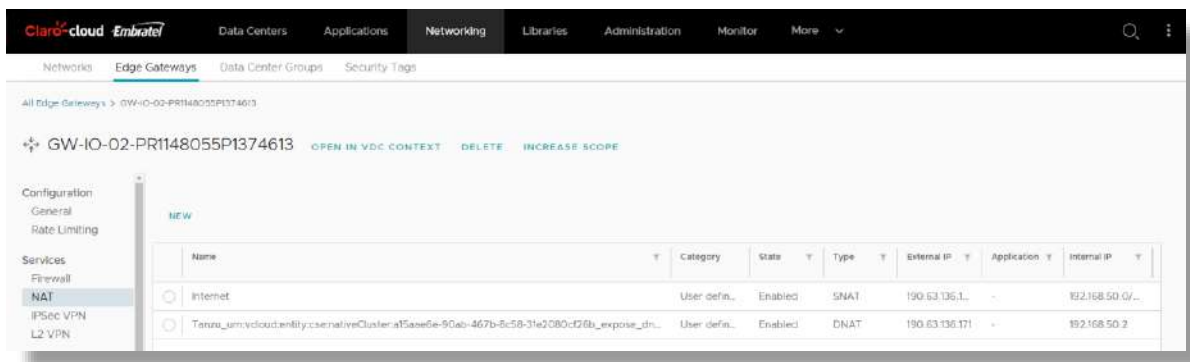 Claro-cloud Embratel Data Centers Applications Networking Libraries Administration Monitor More
Networks Edge Gateways Data Center Groups Security Tags
All Edge Gateways > GW-IO-02-PR1148055P1374613
GW-IO-02-PR1148055P1374613 OPEN IN VDC CONTEXT DELETE INCREASE SCOPE
Configuration
General
Rate Limiting
NEW
Services
Firewall
NAT
IPSec VPN
L2 VPN
Name Category State Type External IP Application Internal IP
Internet User defin... Enabled SNAT 190.63.136.1... - 192.168.50.0/...
Tanzu_urn:vcloud:entity:cse:nativeCluster:a15aee6e-90ab-467b-8c58-31e2080cf26b_expose_dn... User defin... Enabled DNAT 190.63.136.171 - 192.168.50.2